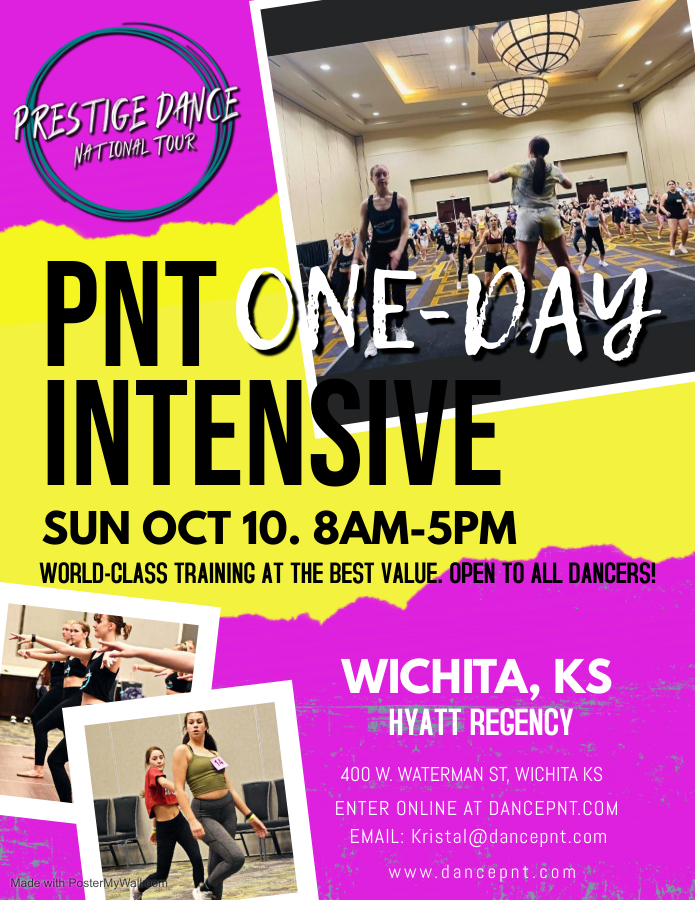 PRESTIGE DANCE
NATIONAL TOUR
PNT ONE-DAY
INTENSIVE
SUN OCT 10. 8AM-5PM
WORLD-CLASS TRAINING AT THE BEST VALUE. OPEN TO ALL DANCERS!
WICHITA, KS
HYATT REGENCY
400 W. WATERMAN ST, WICHITA KS
ENTER ONLINE AT DANCEPNT.COM
EMAIL: Kristal@dancepnt.com
www.dancepnt.com
14
Made with PosterMyWall.com